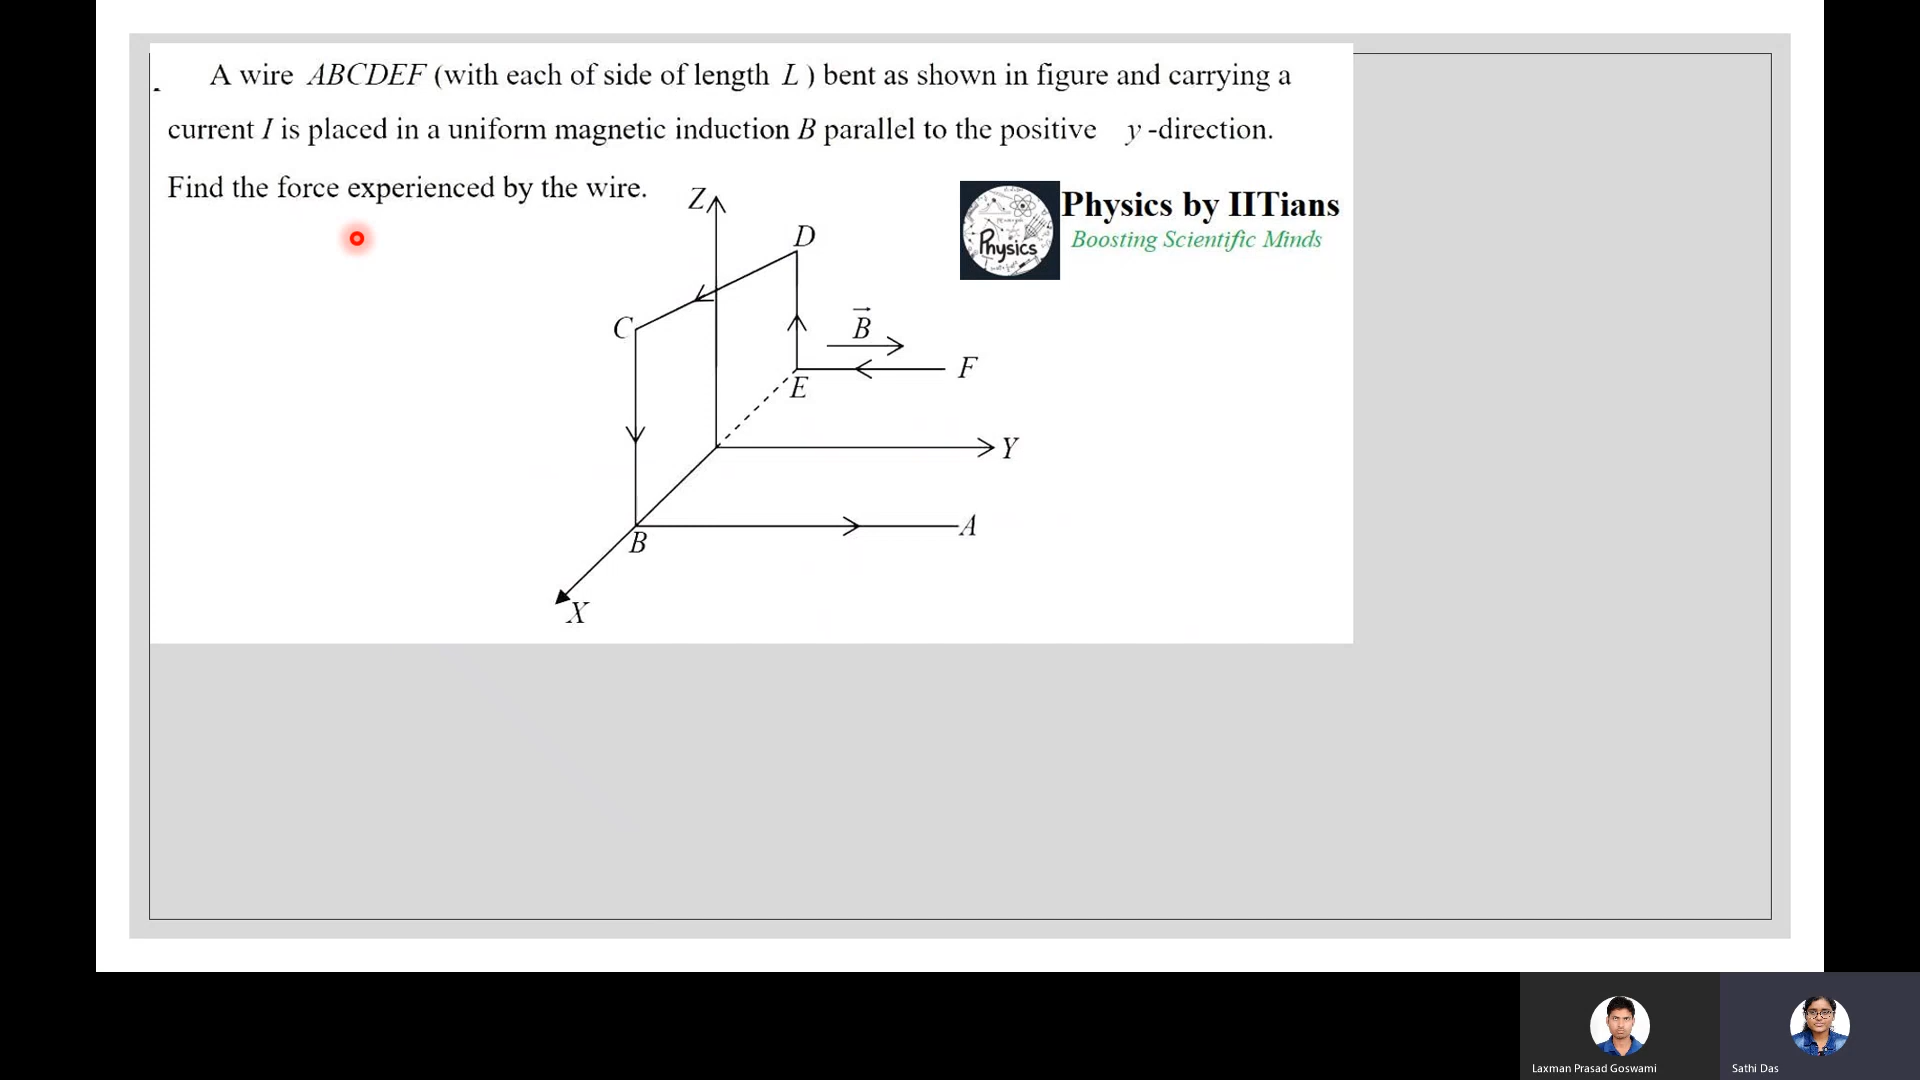 A wire ABCDEF (with each of side of length L ) bent as shown in figure and carrying a
current I is placed in a uniform magnetic induction B parallel to the positive y -direction.
Find the force experienced by the wire.
Z
Physics by IITians
Boosting Scientific Minds
Physics
D
C
B
F
E
Y
A
B
X
Laxman Prasad Goswami
Sathi Das